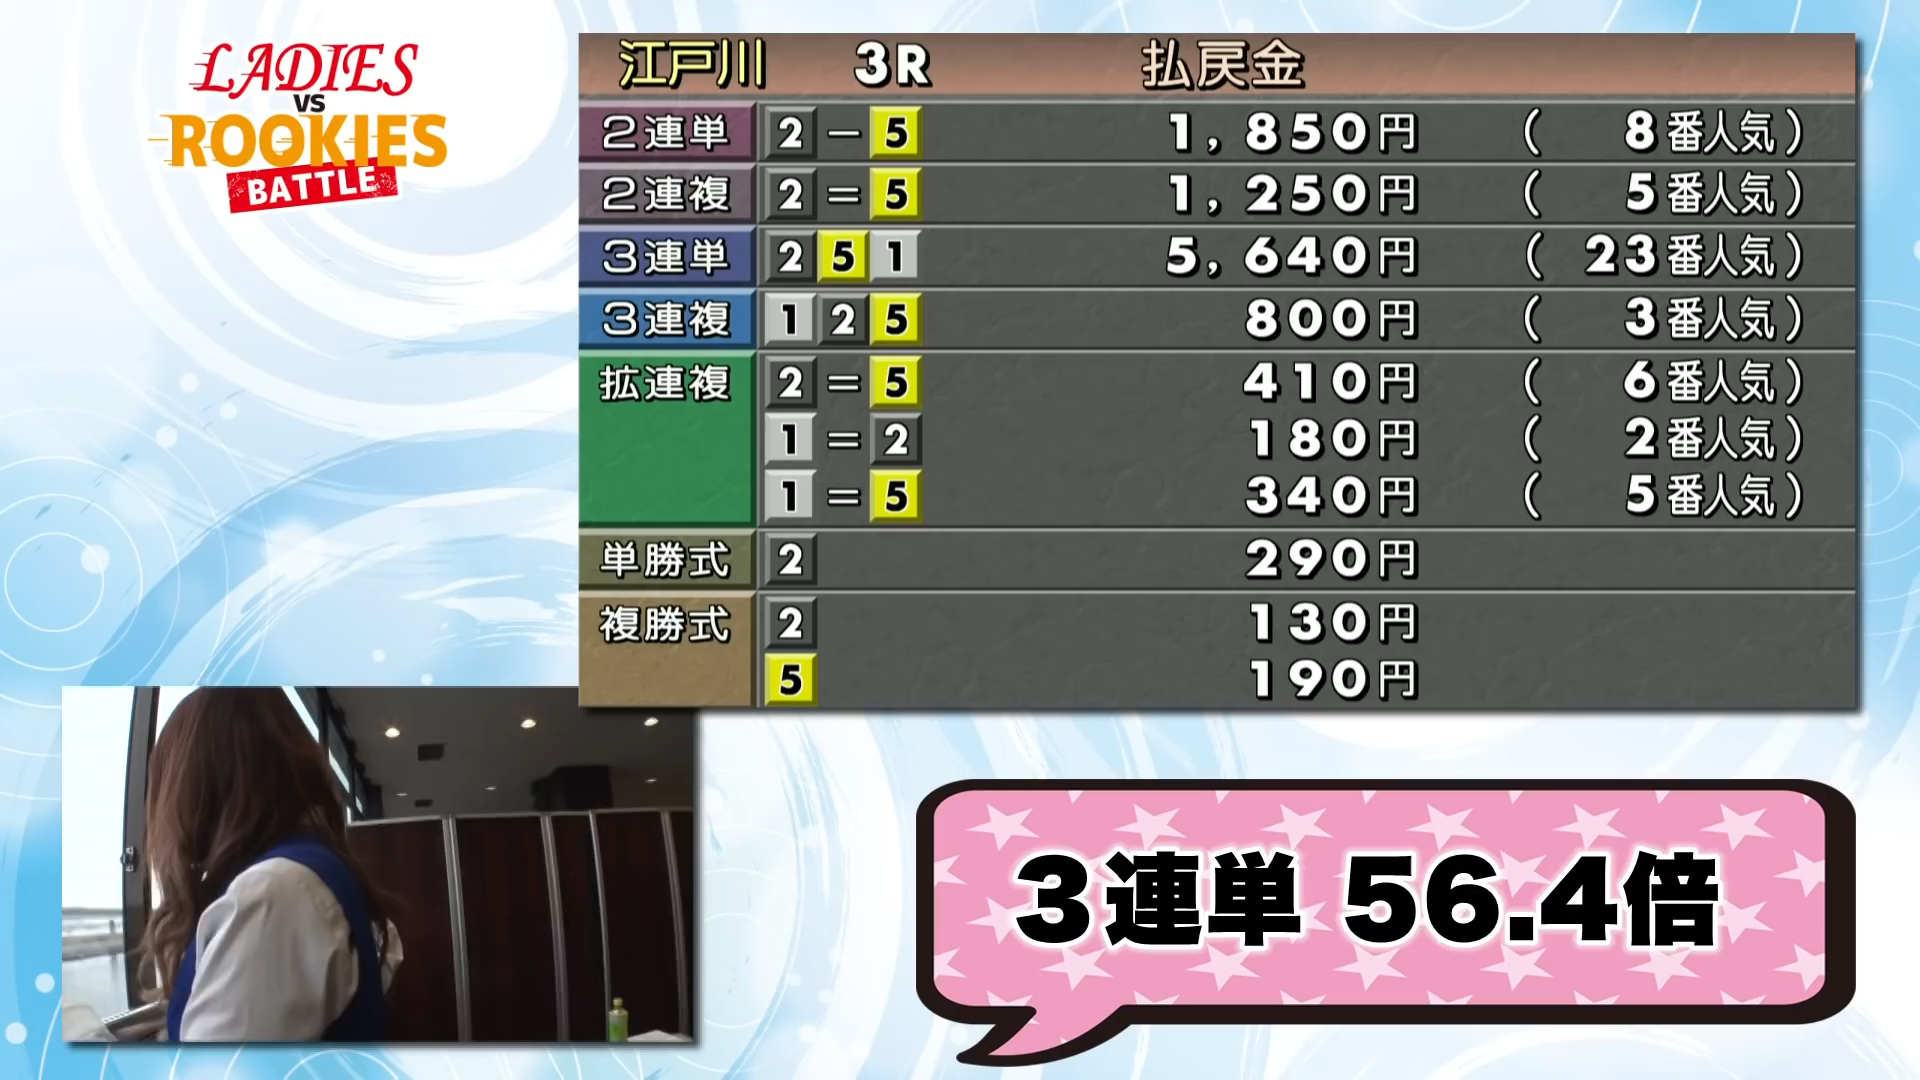 LADIES
VS
ROOKIES
BATTLE
江戸川 3R 払戻金
2連単 2－5 1,850円 ( 8番人気)
2連複 2＝5 1,250円 ( 5番人気)
3連単 2 5 1 5,640円 ( 23番人気)
3連複 1 2 5 800円 ( 3番人気)
拡連複 2＝5 410円 ( 6番人気)
1＝2 180円 ( 2番人気)
1＝5 340円 ( 5番人気)
単勝式 2 290円
複勝式 2 130円
5 190円
3連単 56.4倍